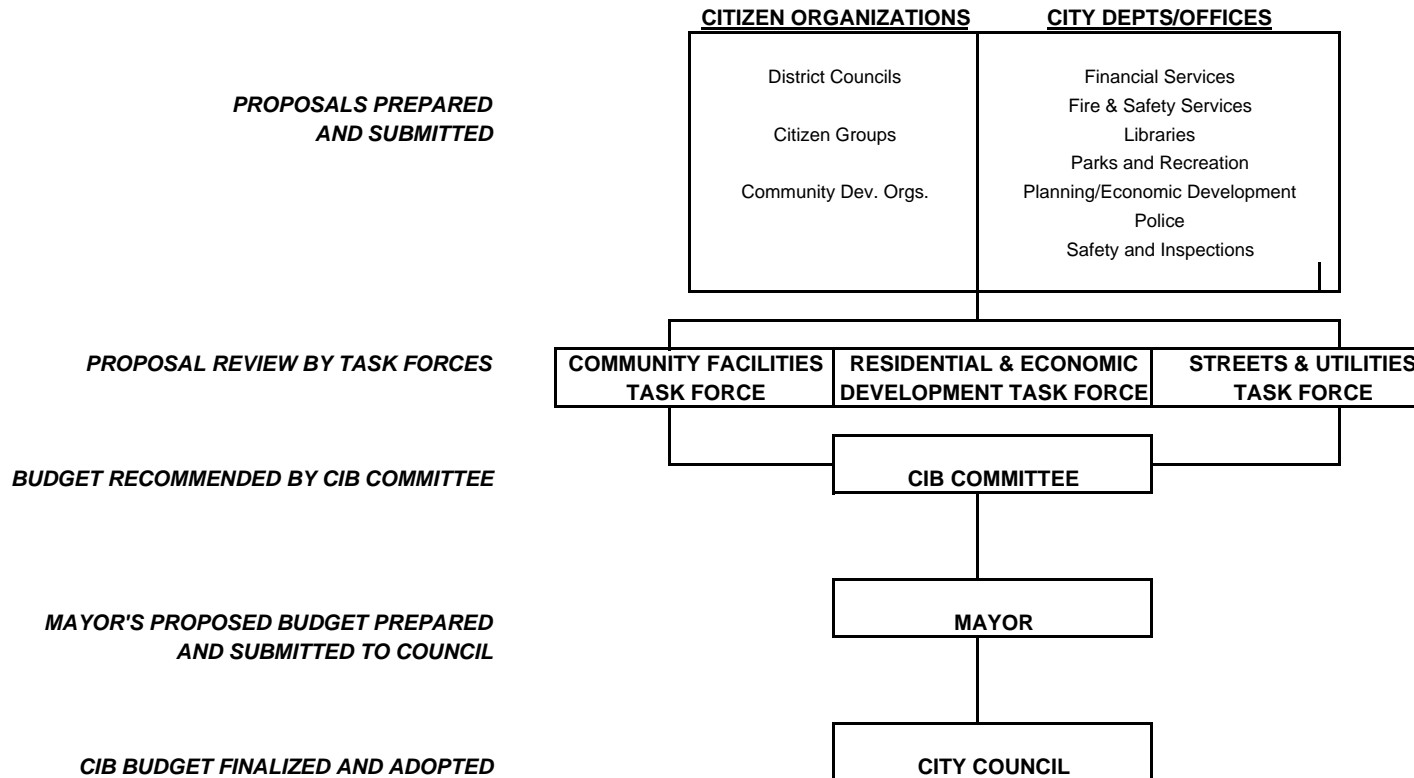 CITIZEN ORGANIZATIONS
CITY DEPTS/OFFICES
PROPOSALS PREPARED
AND SUBMITTED
District Councils
Citizen Groups
Community Dev. Orgs.
Financial Services
Fire & Safety Services
Libraries
Parks and Recreation
Planning/Economic Development
Police
Safety and Inspections
PROPOSAL REVIEW BY TASK FORCES
COMMUNITY FACILITIES
TASK FORCE
RESIDENTIAL & ECONOMIC
DEVELOPMENT TASK FORCE
STREETS & UTILITIES
TASK FORCE
BUDGET RECOMMENDED BY CIB COMMITTEE
CIB COMMITTEE
MAYOR'S PROPOSED BUDGET PREPARED
AND SUBMITTED TO COUNCIL
MAYOR
CIB BUDGET FINALIZED AND ADOPTED
CITY COUNCIL